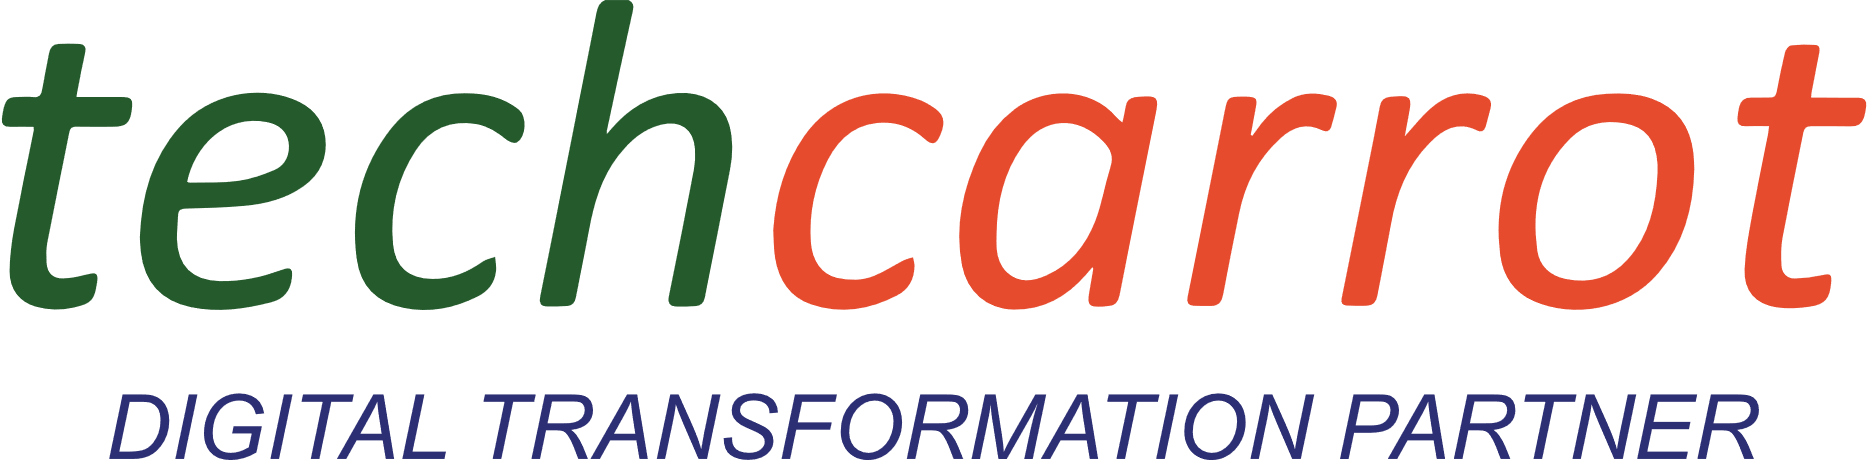 techcarrot
DIGITAL TRANSFORMATION PARTNER